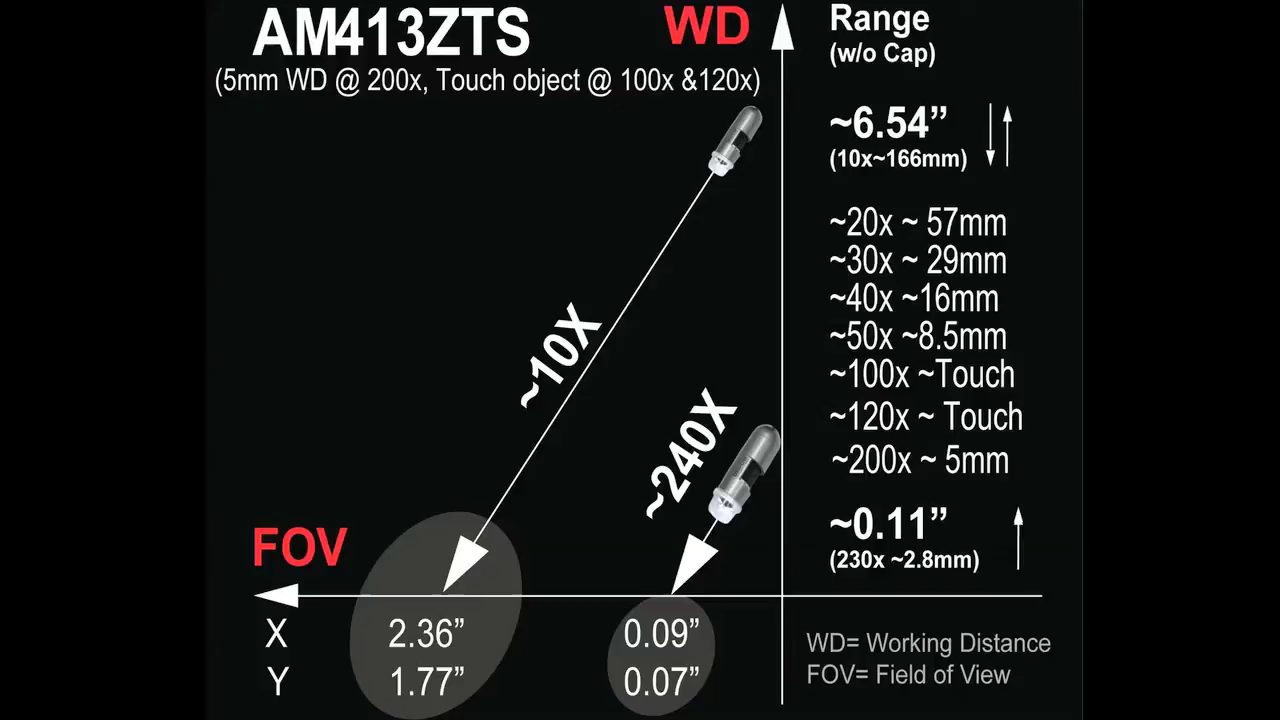 AM413ZTS
(5mm WD @ 200x, Touch object @ 100x &120x)
WD
Range
(w/o Cap)
~6.54”
(10x~166mm)
~20x ~ 57mm
~30x ~ 29mm
~40x ~16mm
~50x ~8.5mm
~100x ~Touch
~120x ~ Touch
~200x ~ 5mm
~0.11”
(230x ~2.8mm)
~10X
~240X
FOV
X 2.36” 0.09”
Y 1.77” 0.07”
WD= Working Distance
FOV= Field of View